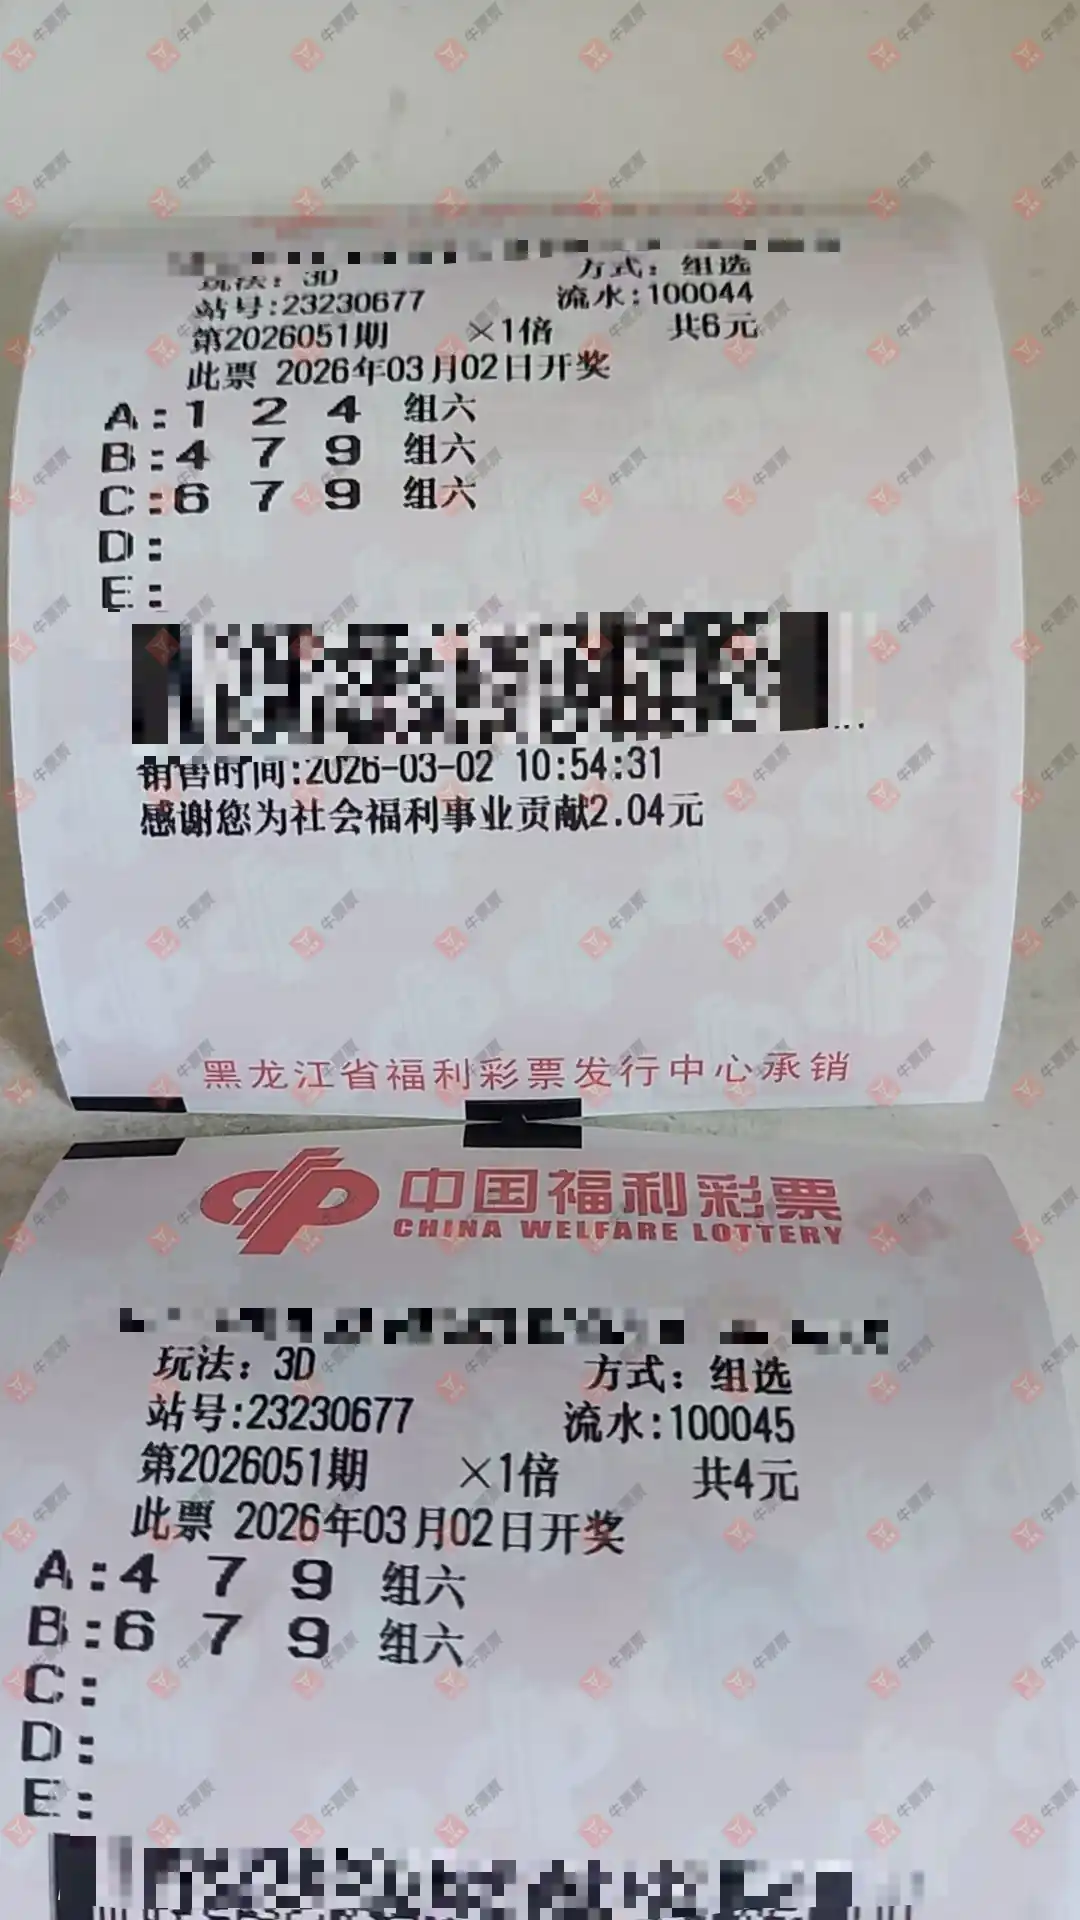 玩法：3D 方式：组选
站号:23230677 流水:100044
第2026051期 ×1倍 共6元
此票 2026年03月02日开奖
A:1 2 4 组六
B:4 7 9 组六
C:6 7 9 组六
D:
E:
销售时间:2026-03-02 10:54:31
感谢您为社会福利事业贡献2.04元
黑龙江省福利彩票发行中心承销
中国福利彩票
CHINA WELFARE LOTTERY
玩法：3D 方式：组选
站号:23230677 流水:100045
第2026051期 ×1倍 共4元
此票 2026年03月02日开奖
A:4 7 9 组六
B:6 7 9 组六
C:
D:
E:
牛票票